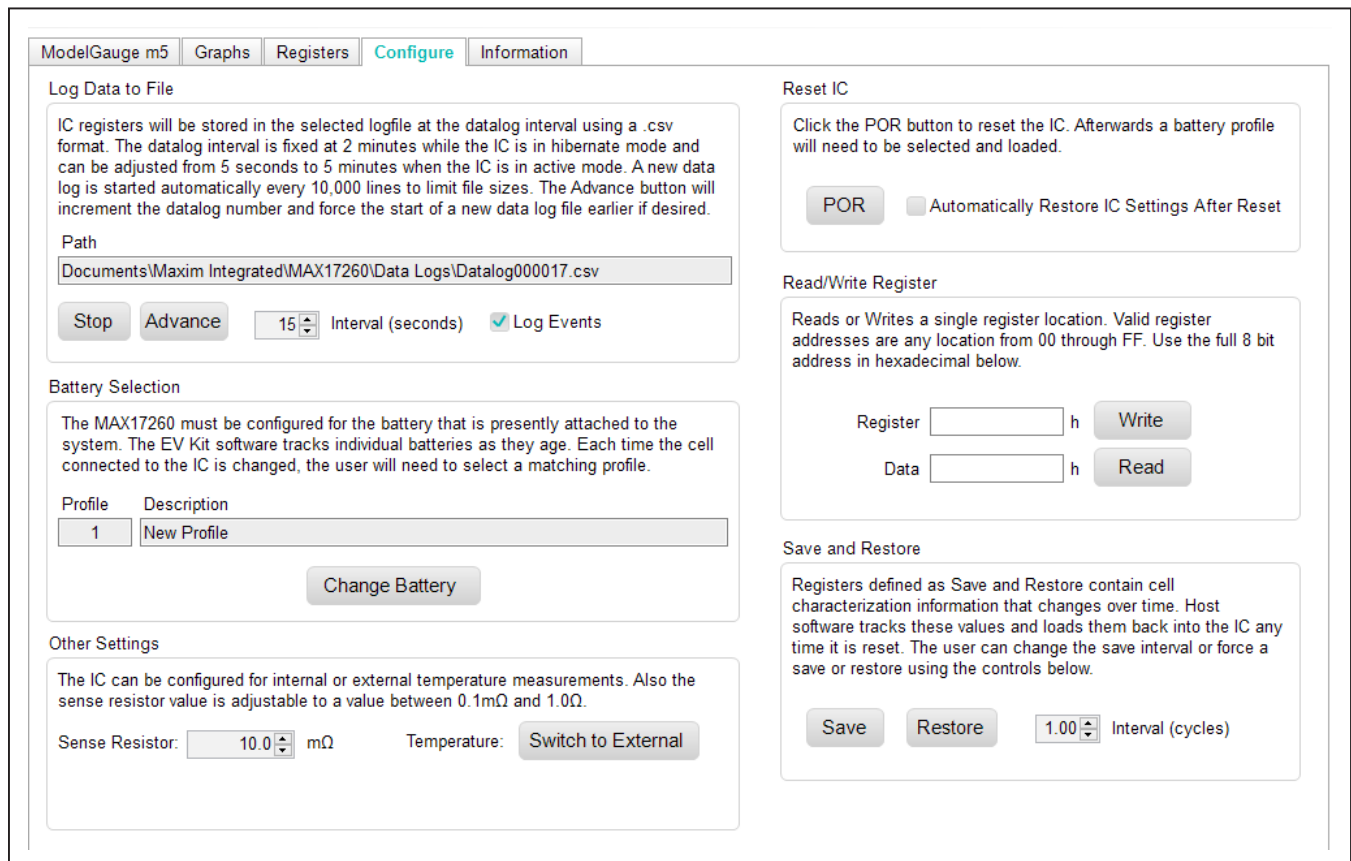 ModelGauge m5 Graphs Registers Configure Information
Log Data to File
IC registers will be stored in the selected logfile at the datalog interval using a .csv
format. The datalog interval is fixed at 2 minutes while the IC is in hibernate mode and
can be adjusted from 5 seconds to 5 minutes when the IC is in active mode. A new data
log is started automatically every 10,000 lines to limit file sizes. The Advance button will
increment the datalog number and force the start of a new data log file earlier if desired.
Path
Documents\Maxim Integrated\MAX17260\Data Logs\Datalog000017.csv
Stop Advance 15 Interval (seconds) Log Events
Battery Selection
The MAX17260 must be configured for the battery that is presently attached to the
system. The EV Kit software tracks individual batteries as they age. Each time the cell
connected to the IC is changed, the user will need to select a matching profile.
Profile Description
1 New Profile
Change Battery
Other Settings
The IC can be configured for internal or external temperature measurements. Also the
sense resistor value is adjustable to a value between 0.1mΩ and 1.0Ω.
Sense Resistor: 10.0 mΩ Temperature: Switch to External
Reset IC
Click the POR button to reset the IC. Afterwards a battery profile
will need to be selected and loaded.
POR Automatically Restore IC Settings After Reset
Read/Write Register
Reads or Writes a single register location. Valid register
addresses are any location from 00 through FF. Use the full 8 bit
address in hexadecimal below.
Register h Write
Data h Read
Save and Restore
Registers defined as Save and Restore contain cell
characterization information that changes over time. Host
software tracks these values and loads them back into the IC any
time it is reset. The user can change the save interval or force a
save or restore using the controls below.
Save Restore 1.00 Interval (cycles)